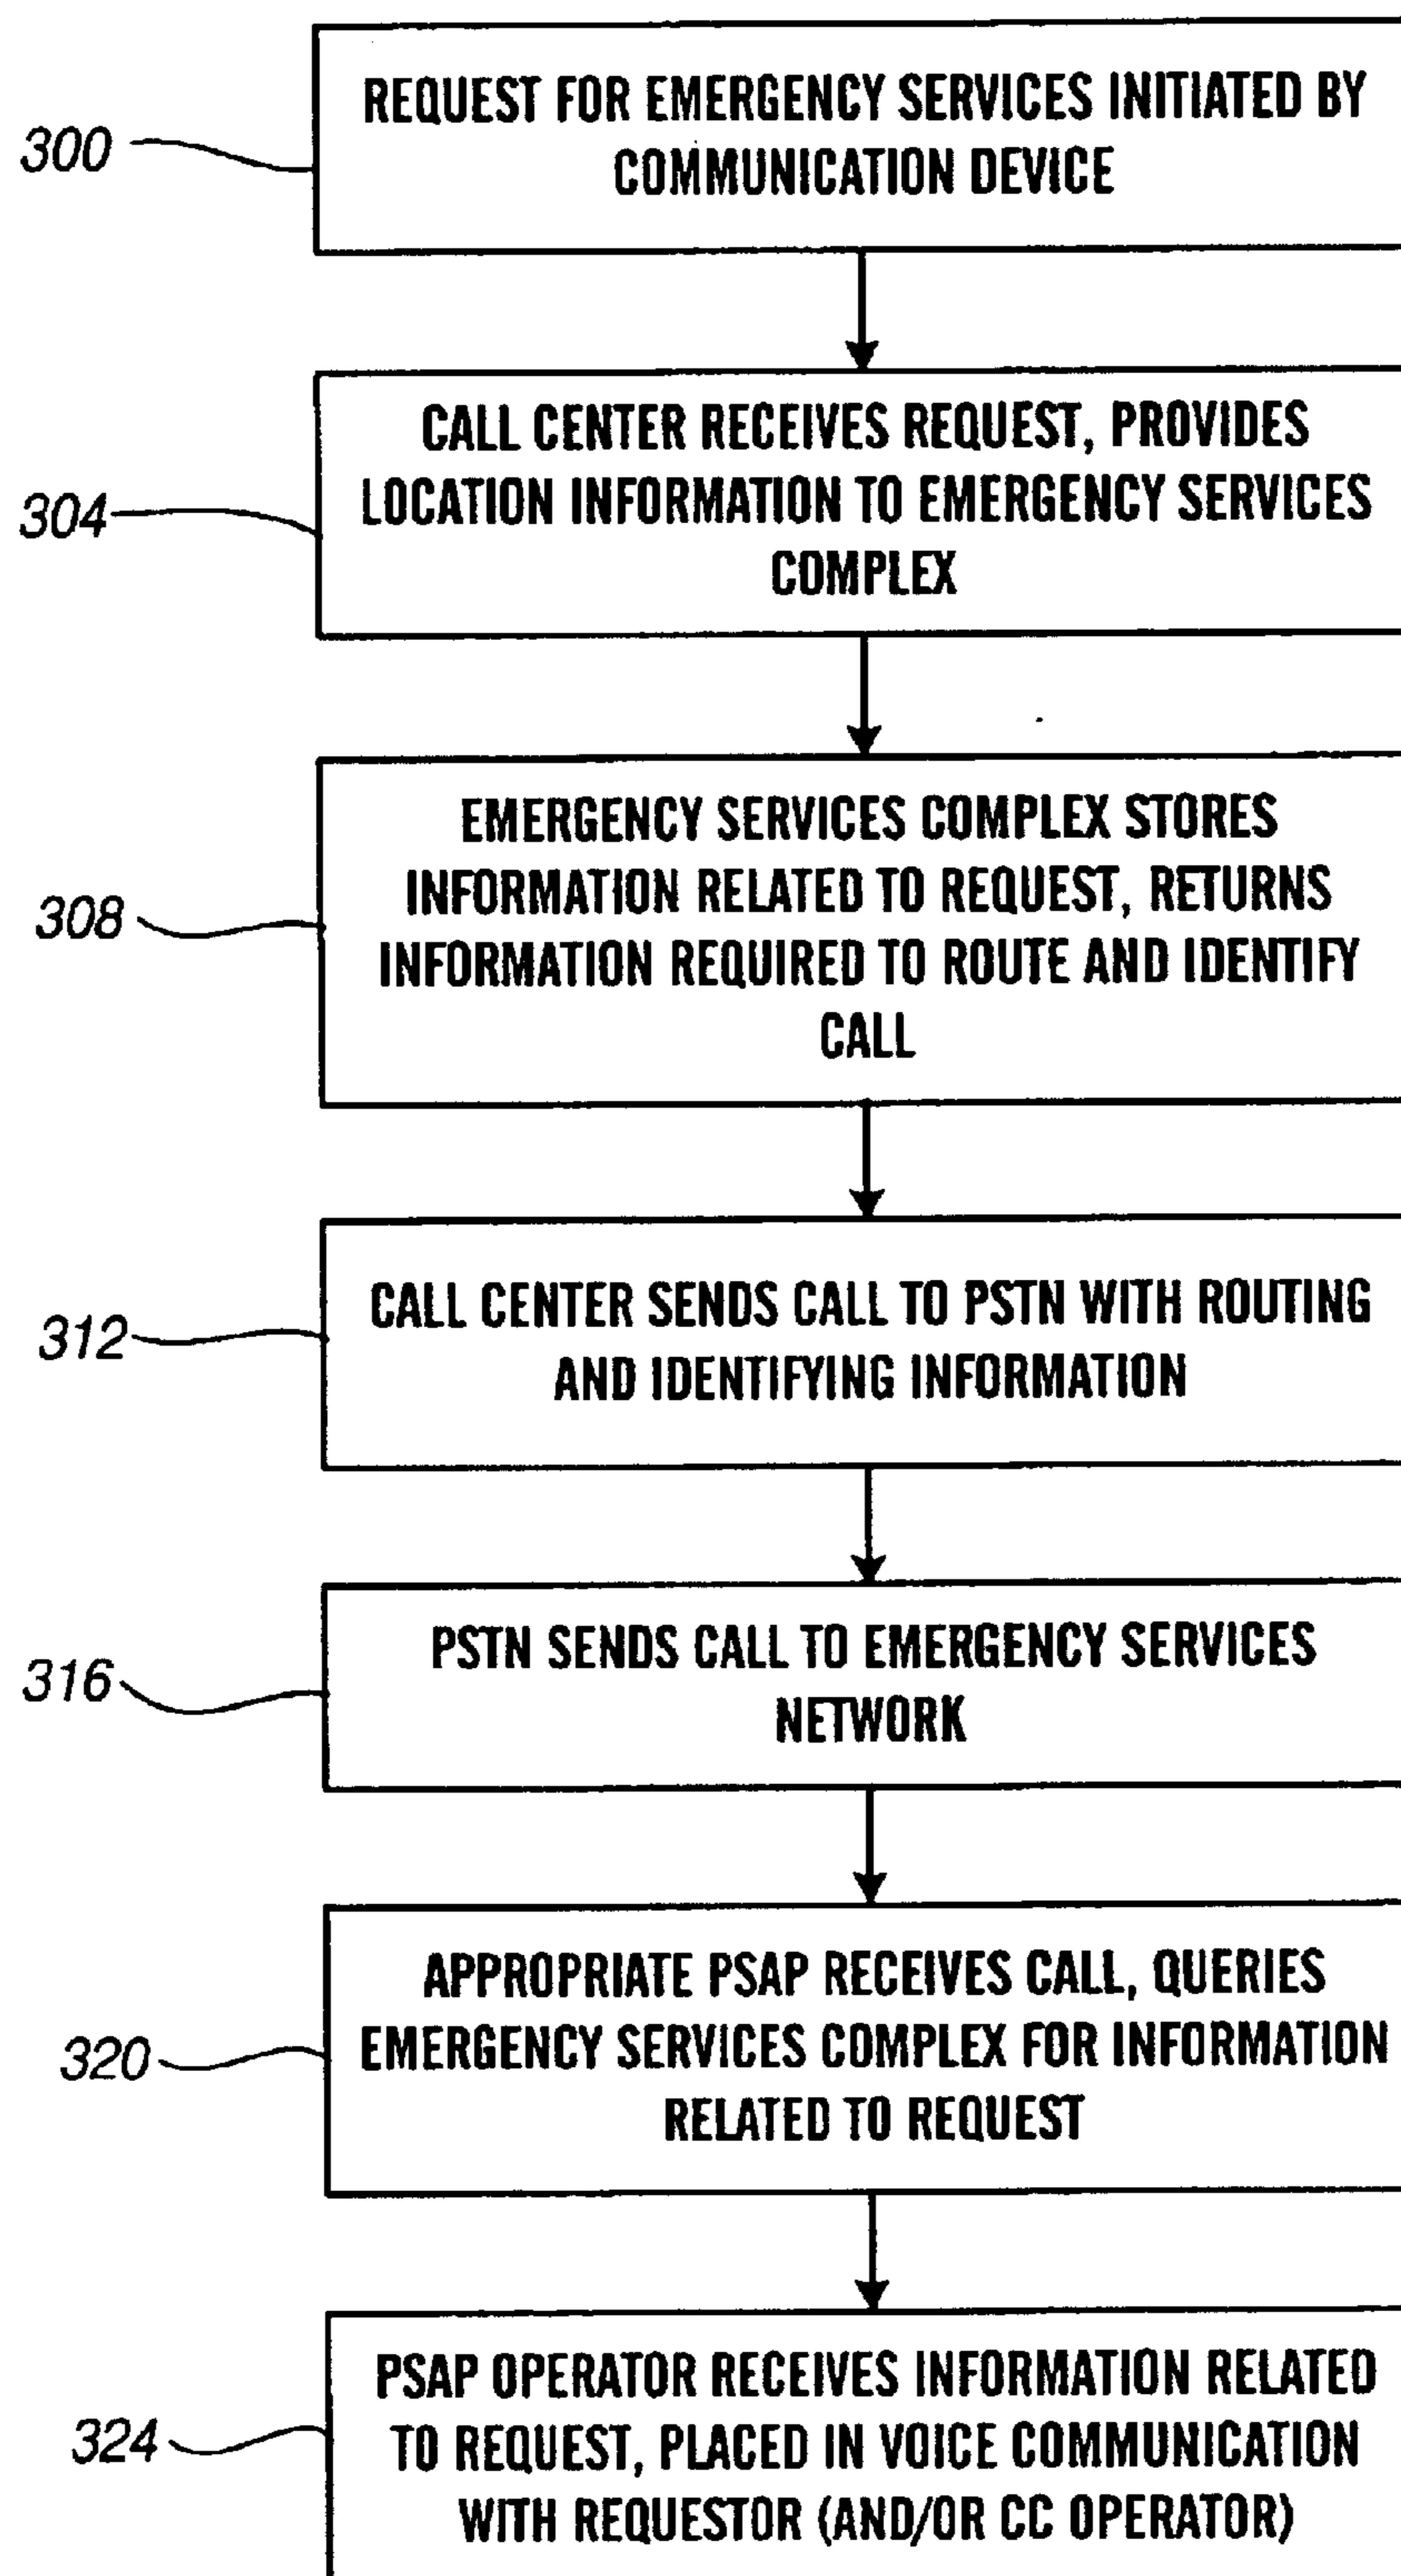 300
REQUEST FOR EMERGENCY SERVICES INITIATED BY
COMMUNICATION DEVICE
304
CALL CENTER RECEIVES REQUEST, PROVIDES
LOCATION INFORMATION TO EMERGENCY SERVICES
COMPLEX
308
EMERGENCY SERVICES COMPLEX STORES
INFORMATION RELATED TO REQUEST, RETURNS
INFORMATION REQUIRED TO ROUTE AND IDENTIFY
CALL
312
CALL CENTER SENDS CALL TO PSTN WITH ROUTING
AND IDENTIFYING INFORMATION
316
PSTN SENDS CALL TO EMERGENCY SERVICES
NETWORK
320
APPROPRIATE PSAP RECEIVES CALL, QUERIES
EMERGENCY SERVICES COMPLEX FOR INFORMATION
RELATED TO REQUEST
324
PSAP OPERATOR RECEIVES INFORMATION RELATED
TO REQUEST, PLACED IN VOICE COMMUNICATION
WITH REQUESTOR (AND/OR CC OPERATOR)